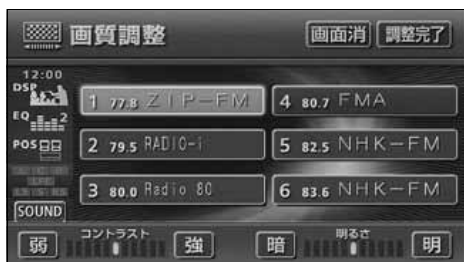 画質調整
画面消 調整完了
12:00
DSP
EQ 2
POS
SOUND
1 77.8 ZIP-FM
2 79.5 RADIO-i
3 80.0 Radio 80
4 80.7 FMA
5 82.5 NHK-FM
6 83.6 NHK-FM
コントラスト 明るさ
弱 強 暗 明